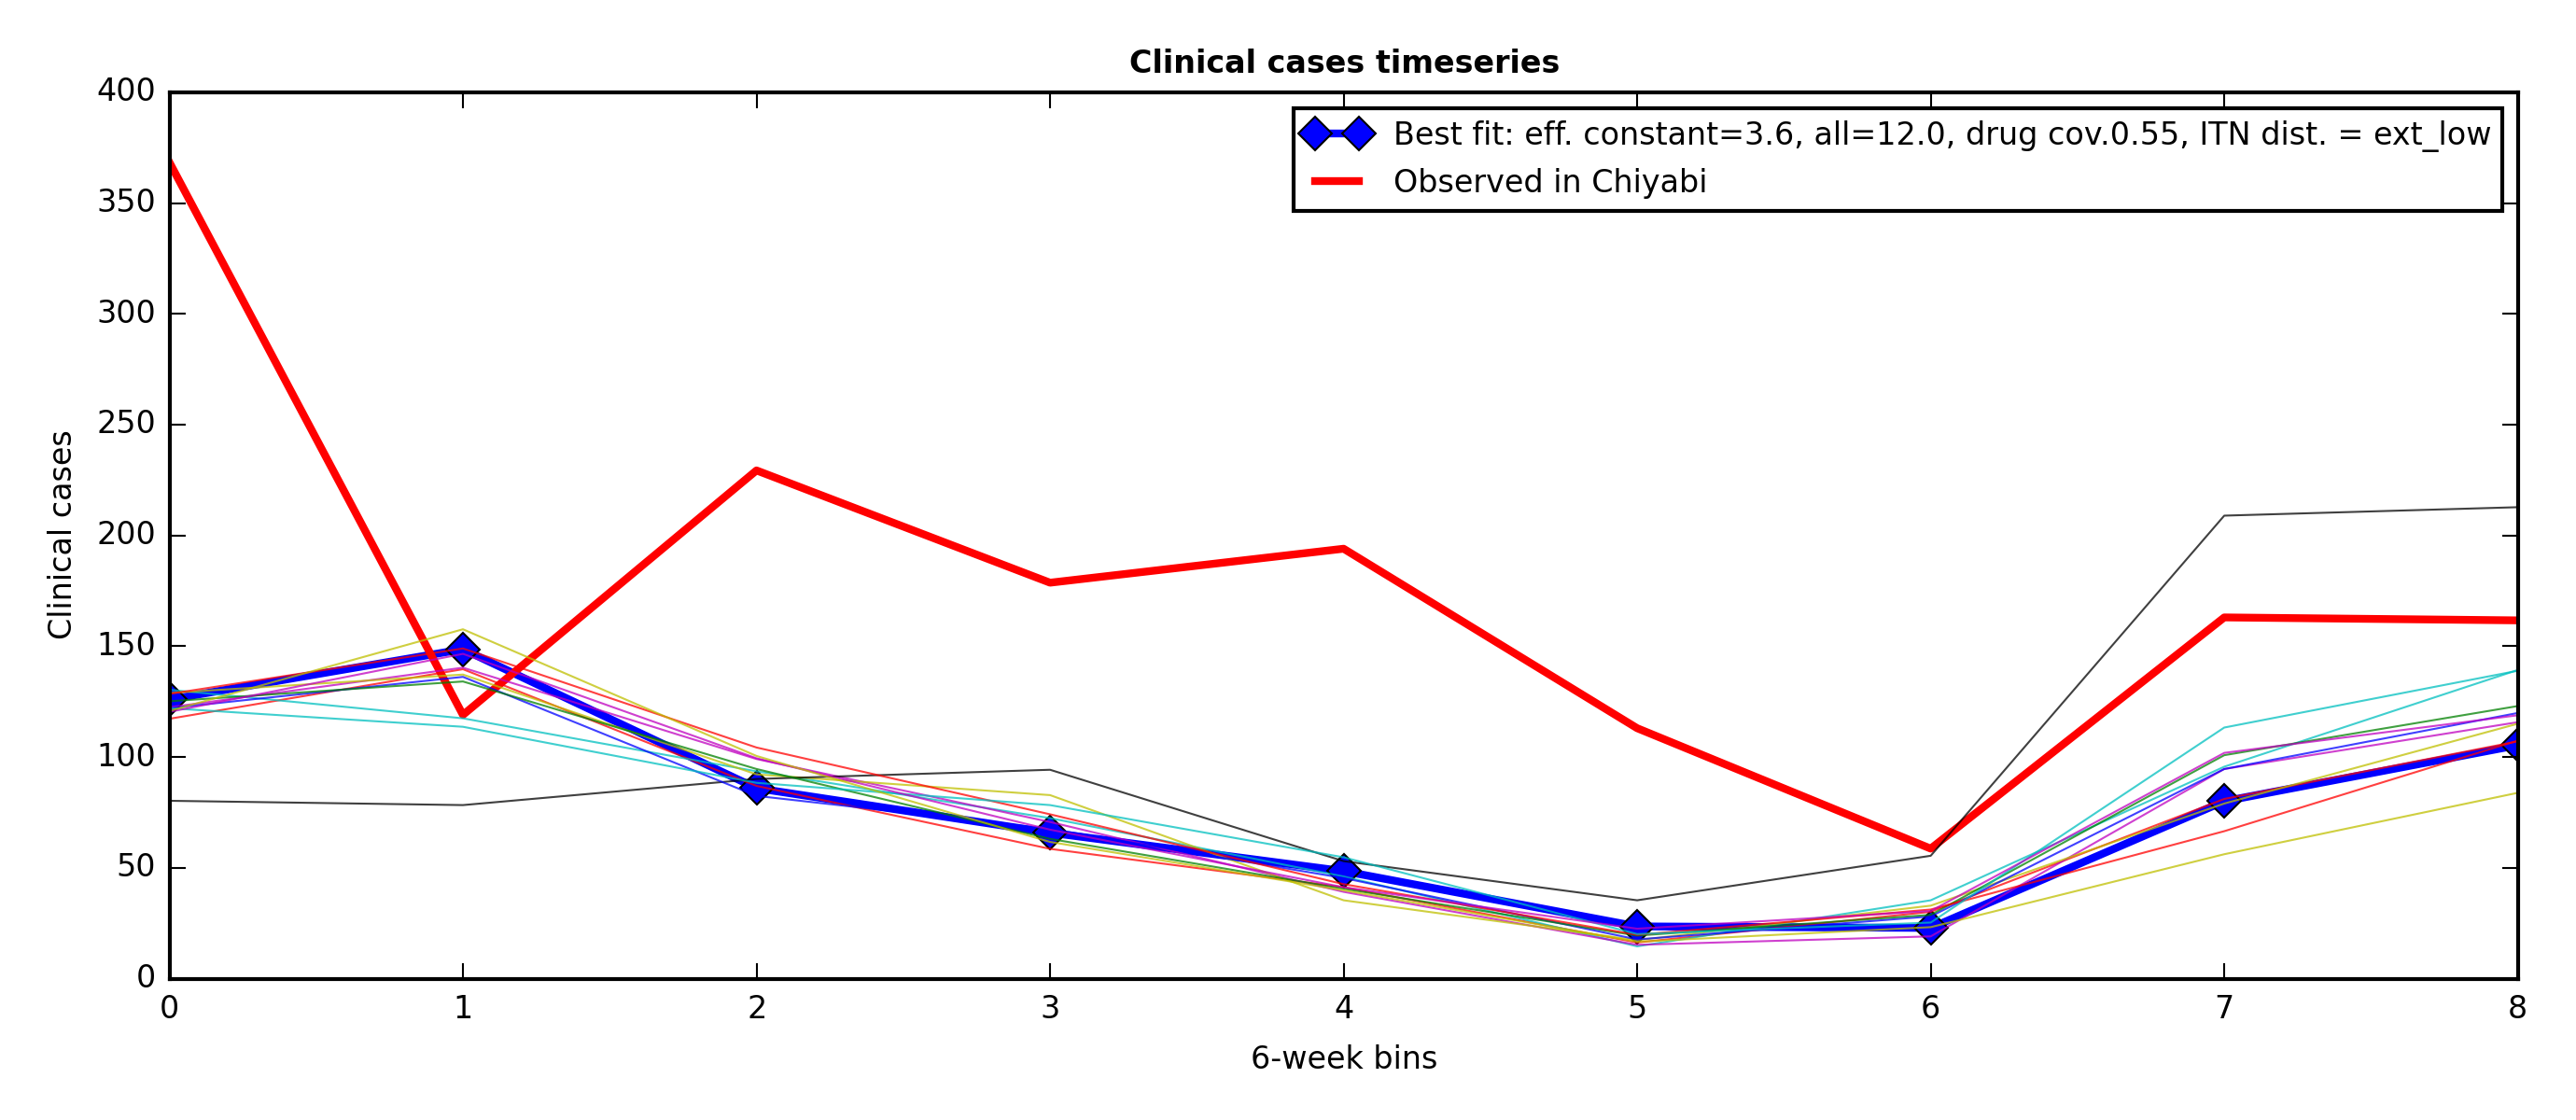 Clinical cases timeseries
400
350
300
250
200
150
100
50
0
Clinical cases
Best fit: eff. constant=3.6, all=12.0, drug cov.0.55, ITN dist. = ext_low
Observed in Chiyabi
0 1 2 3 4 5 6 7 8
6-week bins